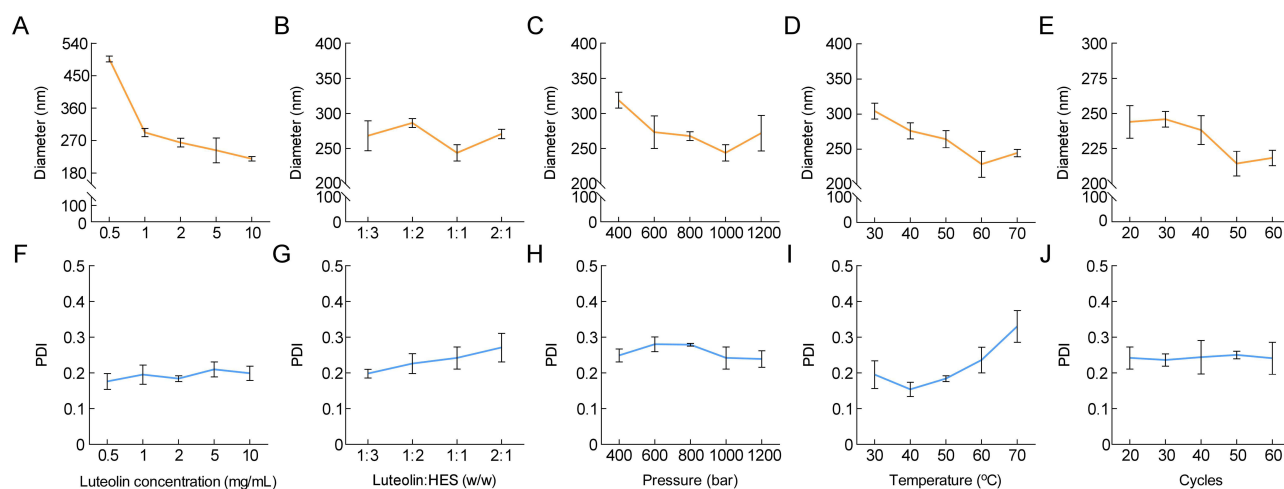 A
Diameter (nm)
540
450
360
270
180
100
0
0.5 1 2 5 10
B
Diameter (nm)
400
350
300
250
200
100
0
1:3 1:2 1:1 2:1
C
Diameter (nm)
400
350
300
250
200
100
0
400 600 800 1000 1200
D
Diameter (nm)
400
350
300
250
200
100
0
30 40 50 60 70
E
Diameter (nm)
300
275
250
225
200
100
0
20 30 40 50 60
F
PDI
0.5
0.4
0.3
0.2
0.1
0
0.5 1 2 5 10
Luteolin concentration (mg/mL)
G
PDI
0.5
0.4
0.3
0.2
0.1
0
1:3 1:2 1:1 2:1
Luteolin:HES (w/w)
H
PDI
0.5
0.4
0.3
0.2
0.1
0
400 600 800 1000 1200
Pressure (bar)
I
PDI
0.5
0.4
0.3
0.2
0.1
0
30 40 50 60 70
Temperature (ºC)
J
PDI
0.5
0.4
0.3
0.2
0.1
0
20 30 40 50 60
Cycles